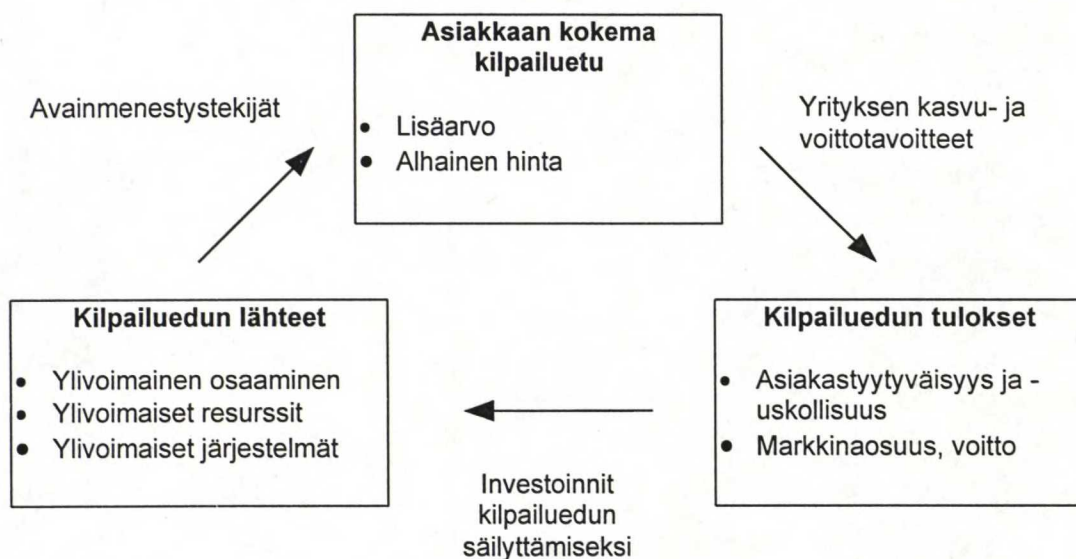 Asiakkaan kokema
kilpailuetu
• Lisäarvo
• Alhainen hinta
Avainmenestystekijät
Yrityksen kasvu- ja
voittotavoitteet
Kilpailuedun lähteet
• Ylivoimainen osaaminen
• Ylivoimaiset resurssit
• Ylivoimaiset järjestelmät
Kilpailuedun tulokset
• Asiakastyytyväisyys ja -
uskollisuus
• Markkinaosuus, voitto
Investoinnit
kilpailuedun
säilyttämiseksi